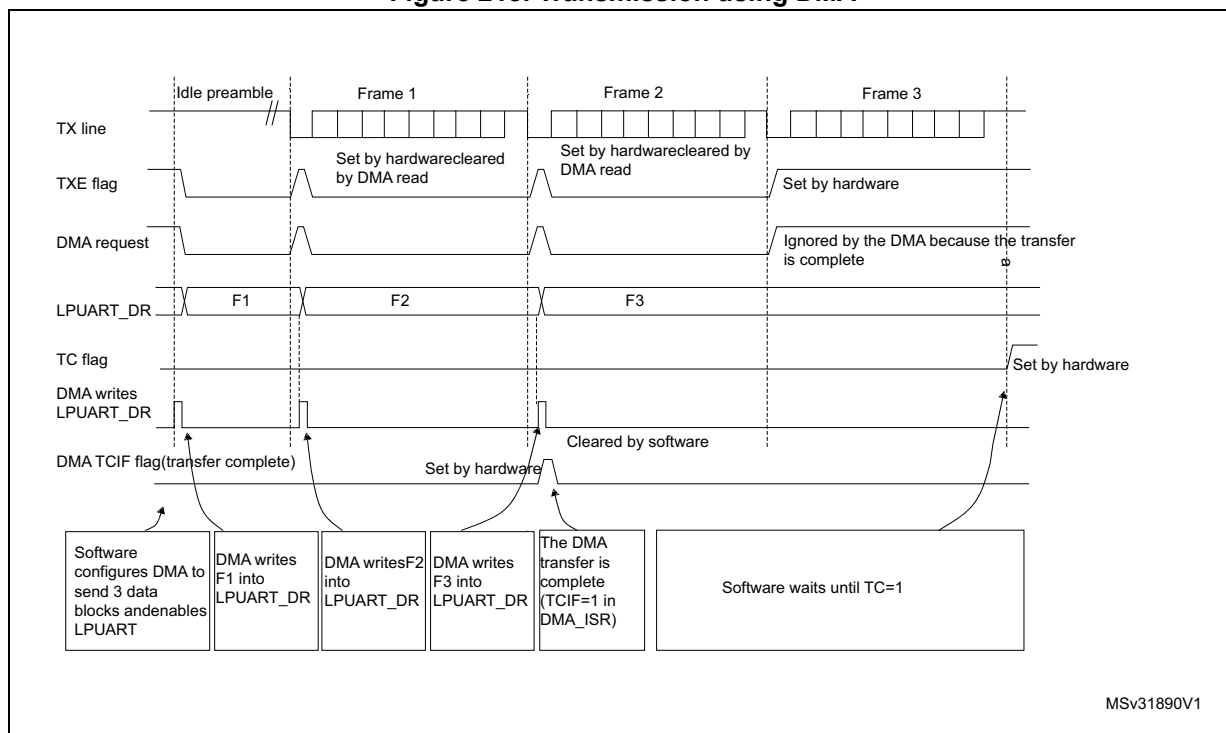 Figure 218. Transmission using DMA
Idle preamble
Frame 1
Frame 2
Frame 3
TX line
Set by hardwarecleared
by DMA read
Set by hardwarecleared by
DMA read
TXE flag
Set by hardware
DMA request
Ignored by the DMA because the transfer
is complete
a
F1
F2
F3
LPUART_DR
TC flag
Set by hardware
DMA writes
LPUART_DR
Cleared by software
DMA TCIF flag(transfer complete)
Set by hardware
Software
configures DMA to
send 3 data
blocks andenables
LPUART
DMA writes
F1 into
LPUART_DR
DMA writesF2
into
LPUART_DR
DMA writes
F3 into
LPUART_DR
The DMA
transfer is
complete
(TCIF=1 in
DMA_ISR)
Software waits until TC=1
MSv31890V1